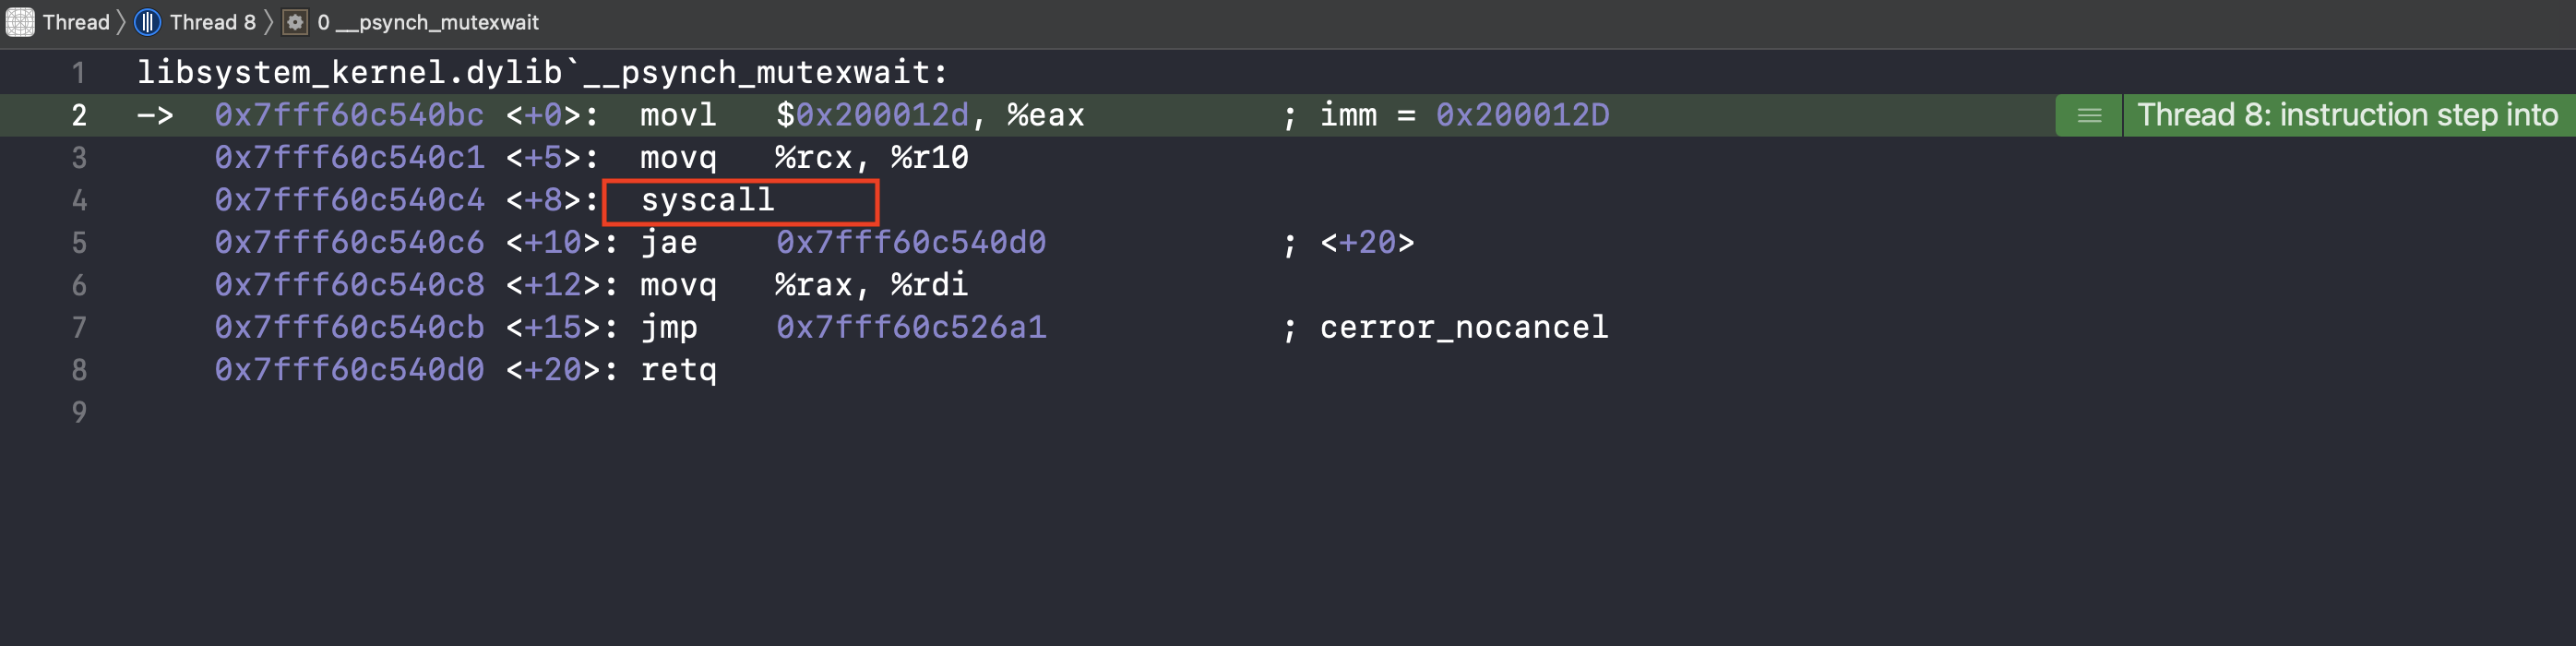 Thread 〉 Thread 8 〉 0 __psynch_mutexwait
1 libsystem_kernel.dylib`__psynch_mutexwait:
2 -> 0x7fff60c540bc <+0>: movl $0x200012d, %eax ; imm = 0x200012D Thread 8: instruction step into
3 0x7fff60c540c1 <+5>: movq %rcx, %r10
4 0x7fff60c540c4 <+8>: syscall
5 0x7fff60c540c6 <+10>: jae 0x7fff60c540d0 ; <+20>
6 0x7fff60c540c8 <+12>: movq %rax, %rdi
7 0x7fff60c540cb <+15>: jmp 0x7fff60c526a1 ; cerror_nocancel
8 0x7fff60c540d0 <+20>: retq
9